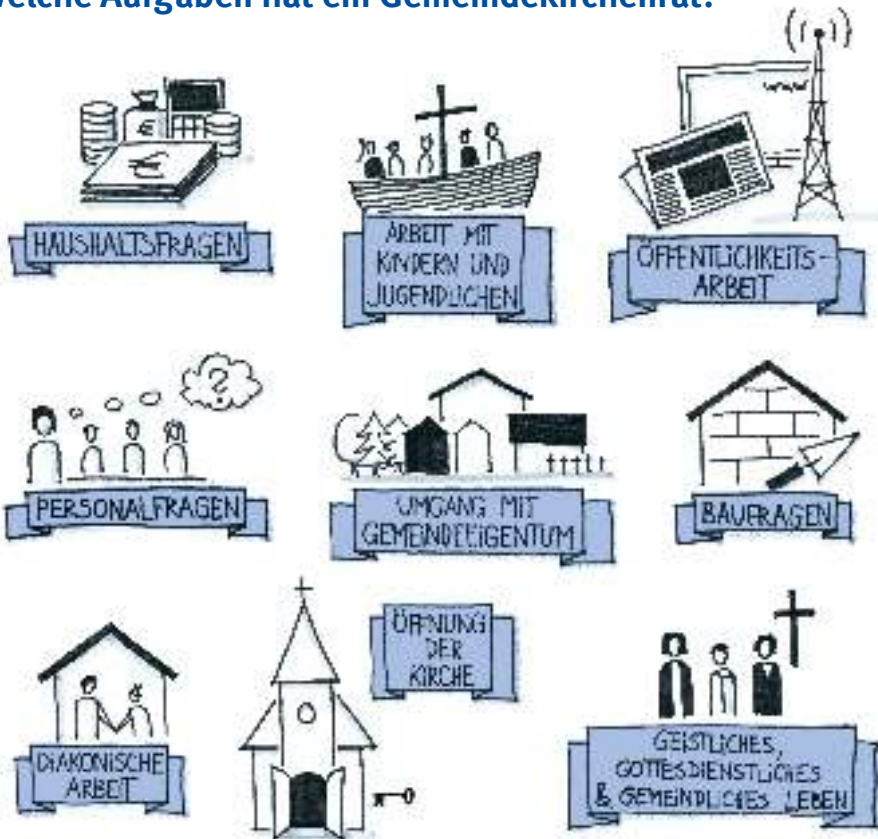 Welche Aufgaben hat ein Gemeindekirchenrat?
HAUSHALTSFRAGEN
ARBEIT MIT
KINDERN UND
JUGENDLICHEN
ÖFFENTLICHKEITS-
ARBEIT
PERSONALFRAGEN
UMGANG MIT
GEMEINDEEIGENTUM
BAUFRAGEN
DIAKONISCHE
ARBEIT
ÖFFNUNG
DER
KIRCHE
GEISTLICHES,
GOTTESDIENSTLICHES
& GEMEINDLICHES LEBEN